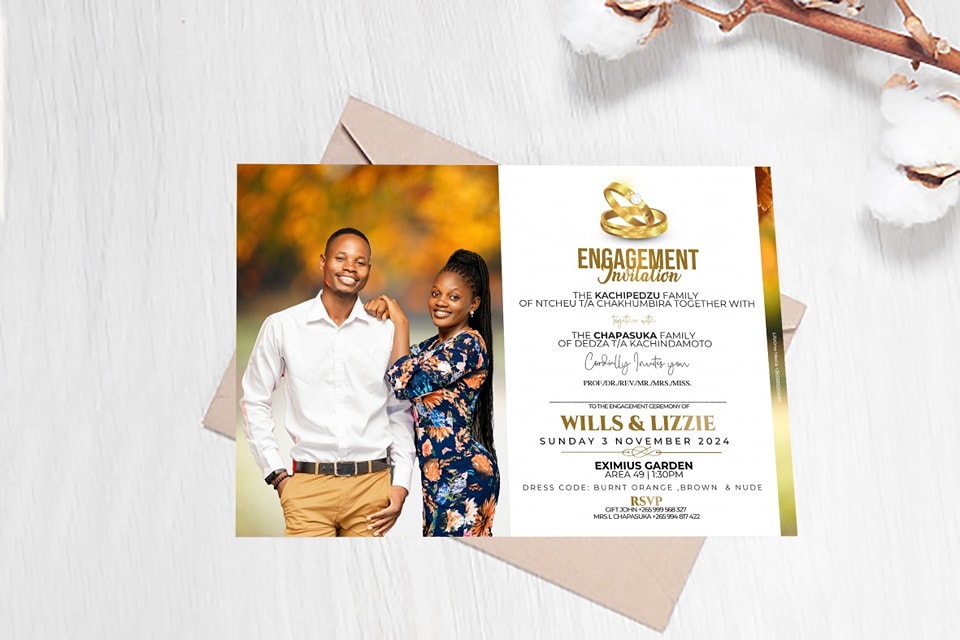 ENGAGEMENT
Invitation
THE KACHIPEDZU FAMILY
OF NTCHEU T/A CHAKHUMBIRA TOGETHER WITH
together with
THE CHAPASUKA FAMILY
OF DEDZA T/A KACHINDAMOTO
Cordially Invites you
PROF/DR./REV/MR./MRS./MISS.
TO THE ENGAGEMENT CEREMONY OF
WILLS & LIZZIE
SUNDAY 3 NOVEMBER 2024
EXIMIUS GARDEN
AREA 49 | 1:30PM
DRESS CODE: BURNT ORANGE ,BROWN & NUDE
RSVP
GIFT JOHN +265 999 568 327
MRS L CHAPASUKA +265 994 817 422